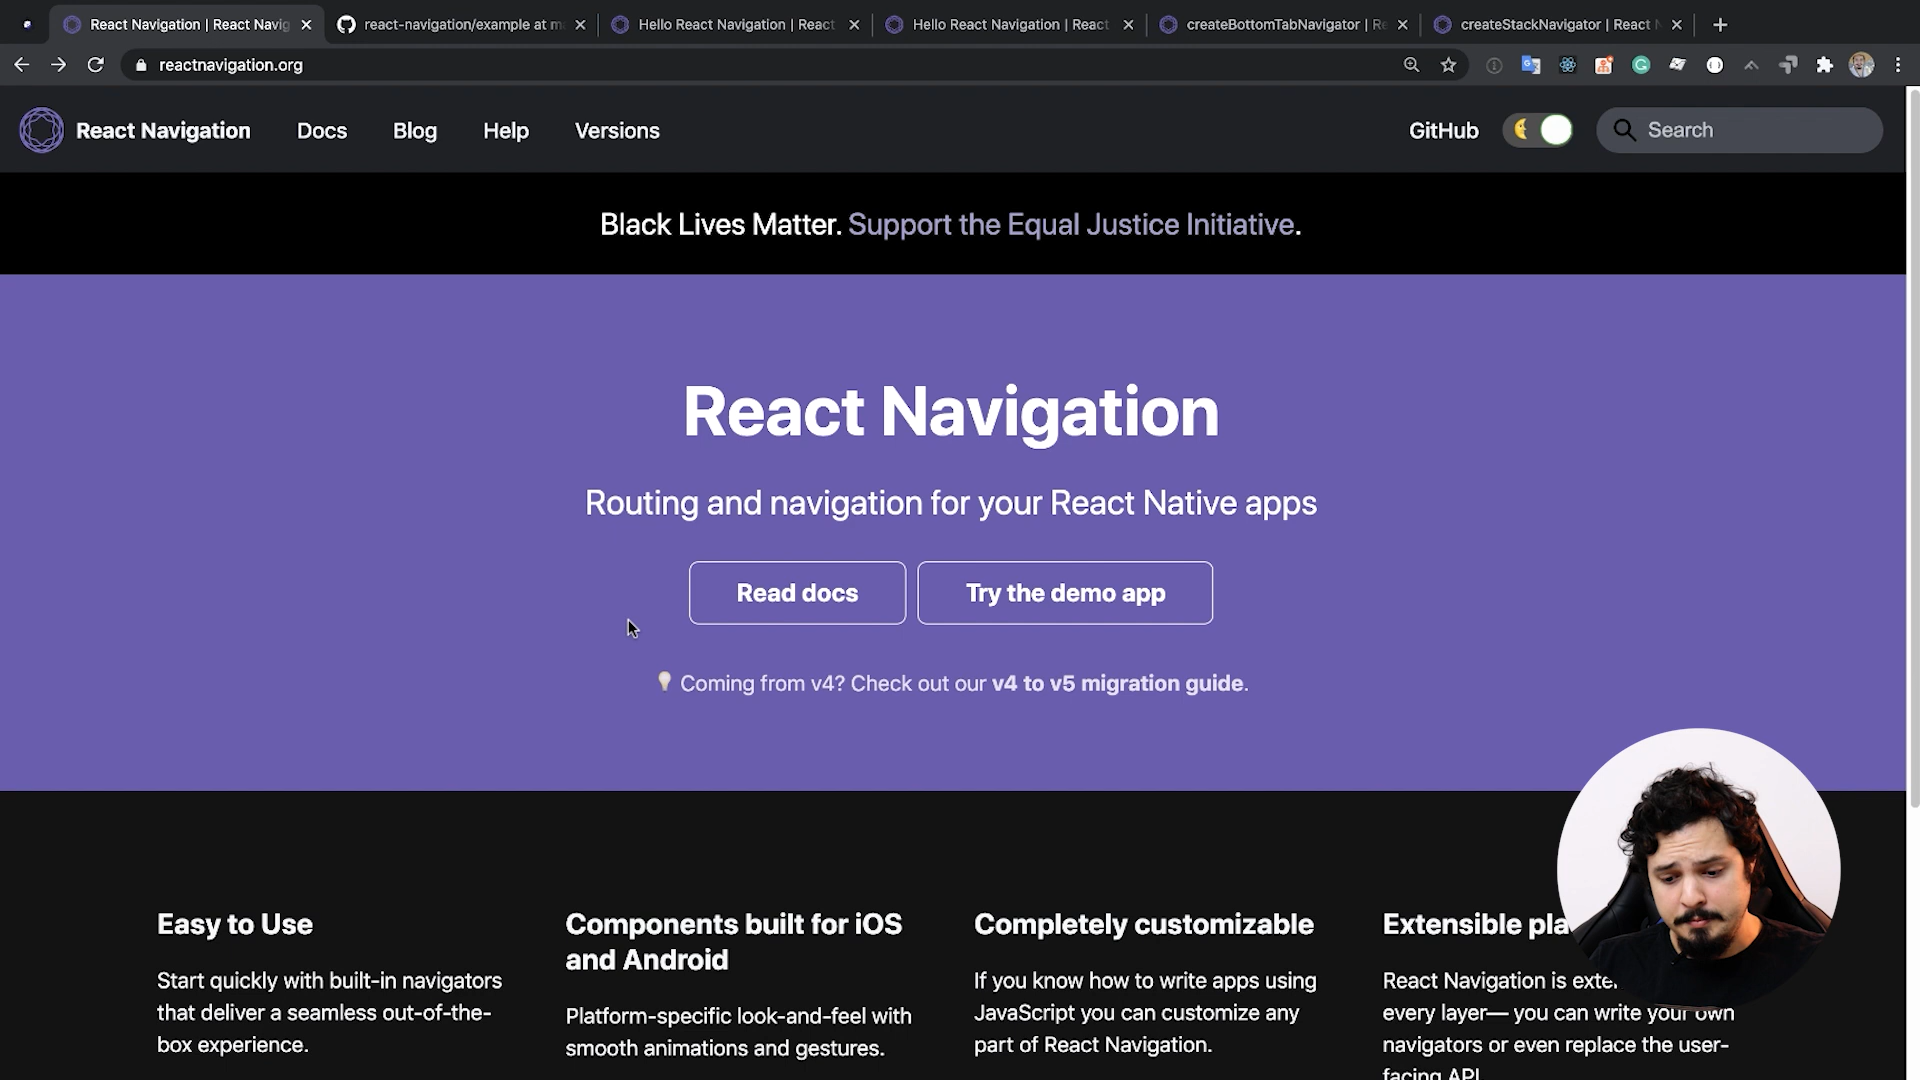 React Navigation | React Navig
react-navigation/example at m
Hello React Navigation | React
Hello React Navigation | React
createBottomTabNavigator | Re
createStackNavigator | React N
reactnavigation.org
React Navigation
Docs
Blog
Help
Versions
GitHub
Search
Black Lives Matter. Support the Equal Justice Initiative.
React Navigation
Routing and navigation for your React Native apps
Read docs
Try the demo app
Coming from v4? Check out our v4 to v5 migration guide.
Easy to Use
Start quickly with built-in navigators
that deliver a seamless out-of-the-
box experience.
Components built for iOS
and Android
Platform-specific look-and-feel with
smooth animations and gestures.
Completely customizable
If you know how to write apps using
JavaScript you can customize any
part of React Navigation.
Extensible pla
React Navigation is exte
every layer— you can write your own
navigators or even replace the user-
facing API